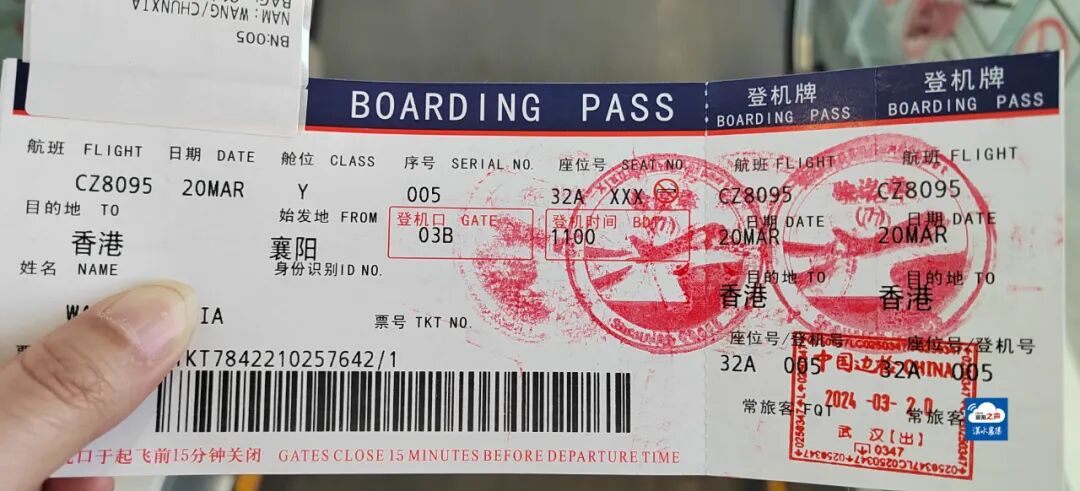 BN:005
NAM: WANG/CHUNXIA
BOARDING PASS
登机牌
BOARDING PASS
登机牌
BOARDING PASS
航班 FLIGHT 日期 DATE 舱位 CLASS 序号 SERIAL NO. 座位号 SEAT NO.
CZ8095 20MAR Y 005 32A XXX
目的地 TO 始发地 FROM 登机口 GATE 登机时间 BDT
香港 襄阳 03B 1100
姓名 NAME 身份识别ID NO.
IA
票号 TKT NO.
TKT7842210257642/1
口于起飞前15分钟关闭 GATES CLOSE 15 MINUTES BEFORE DEPARTURE TIME
航班 FLIGHT
CZ8095
日期 DATE
20MAR
目的地 TO
香港
座位号/登机号
32A 005
常旅客 FQT
航班 FLIGHT
CZ8095
日期 DATE
20MAR
目的地 TO
香港
座位号/登机号
32A 005
常旅客
中国边检 CHINA
2024-03-20
武汉(出)
0347
汉水襄阳